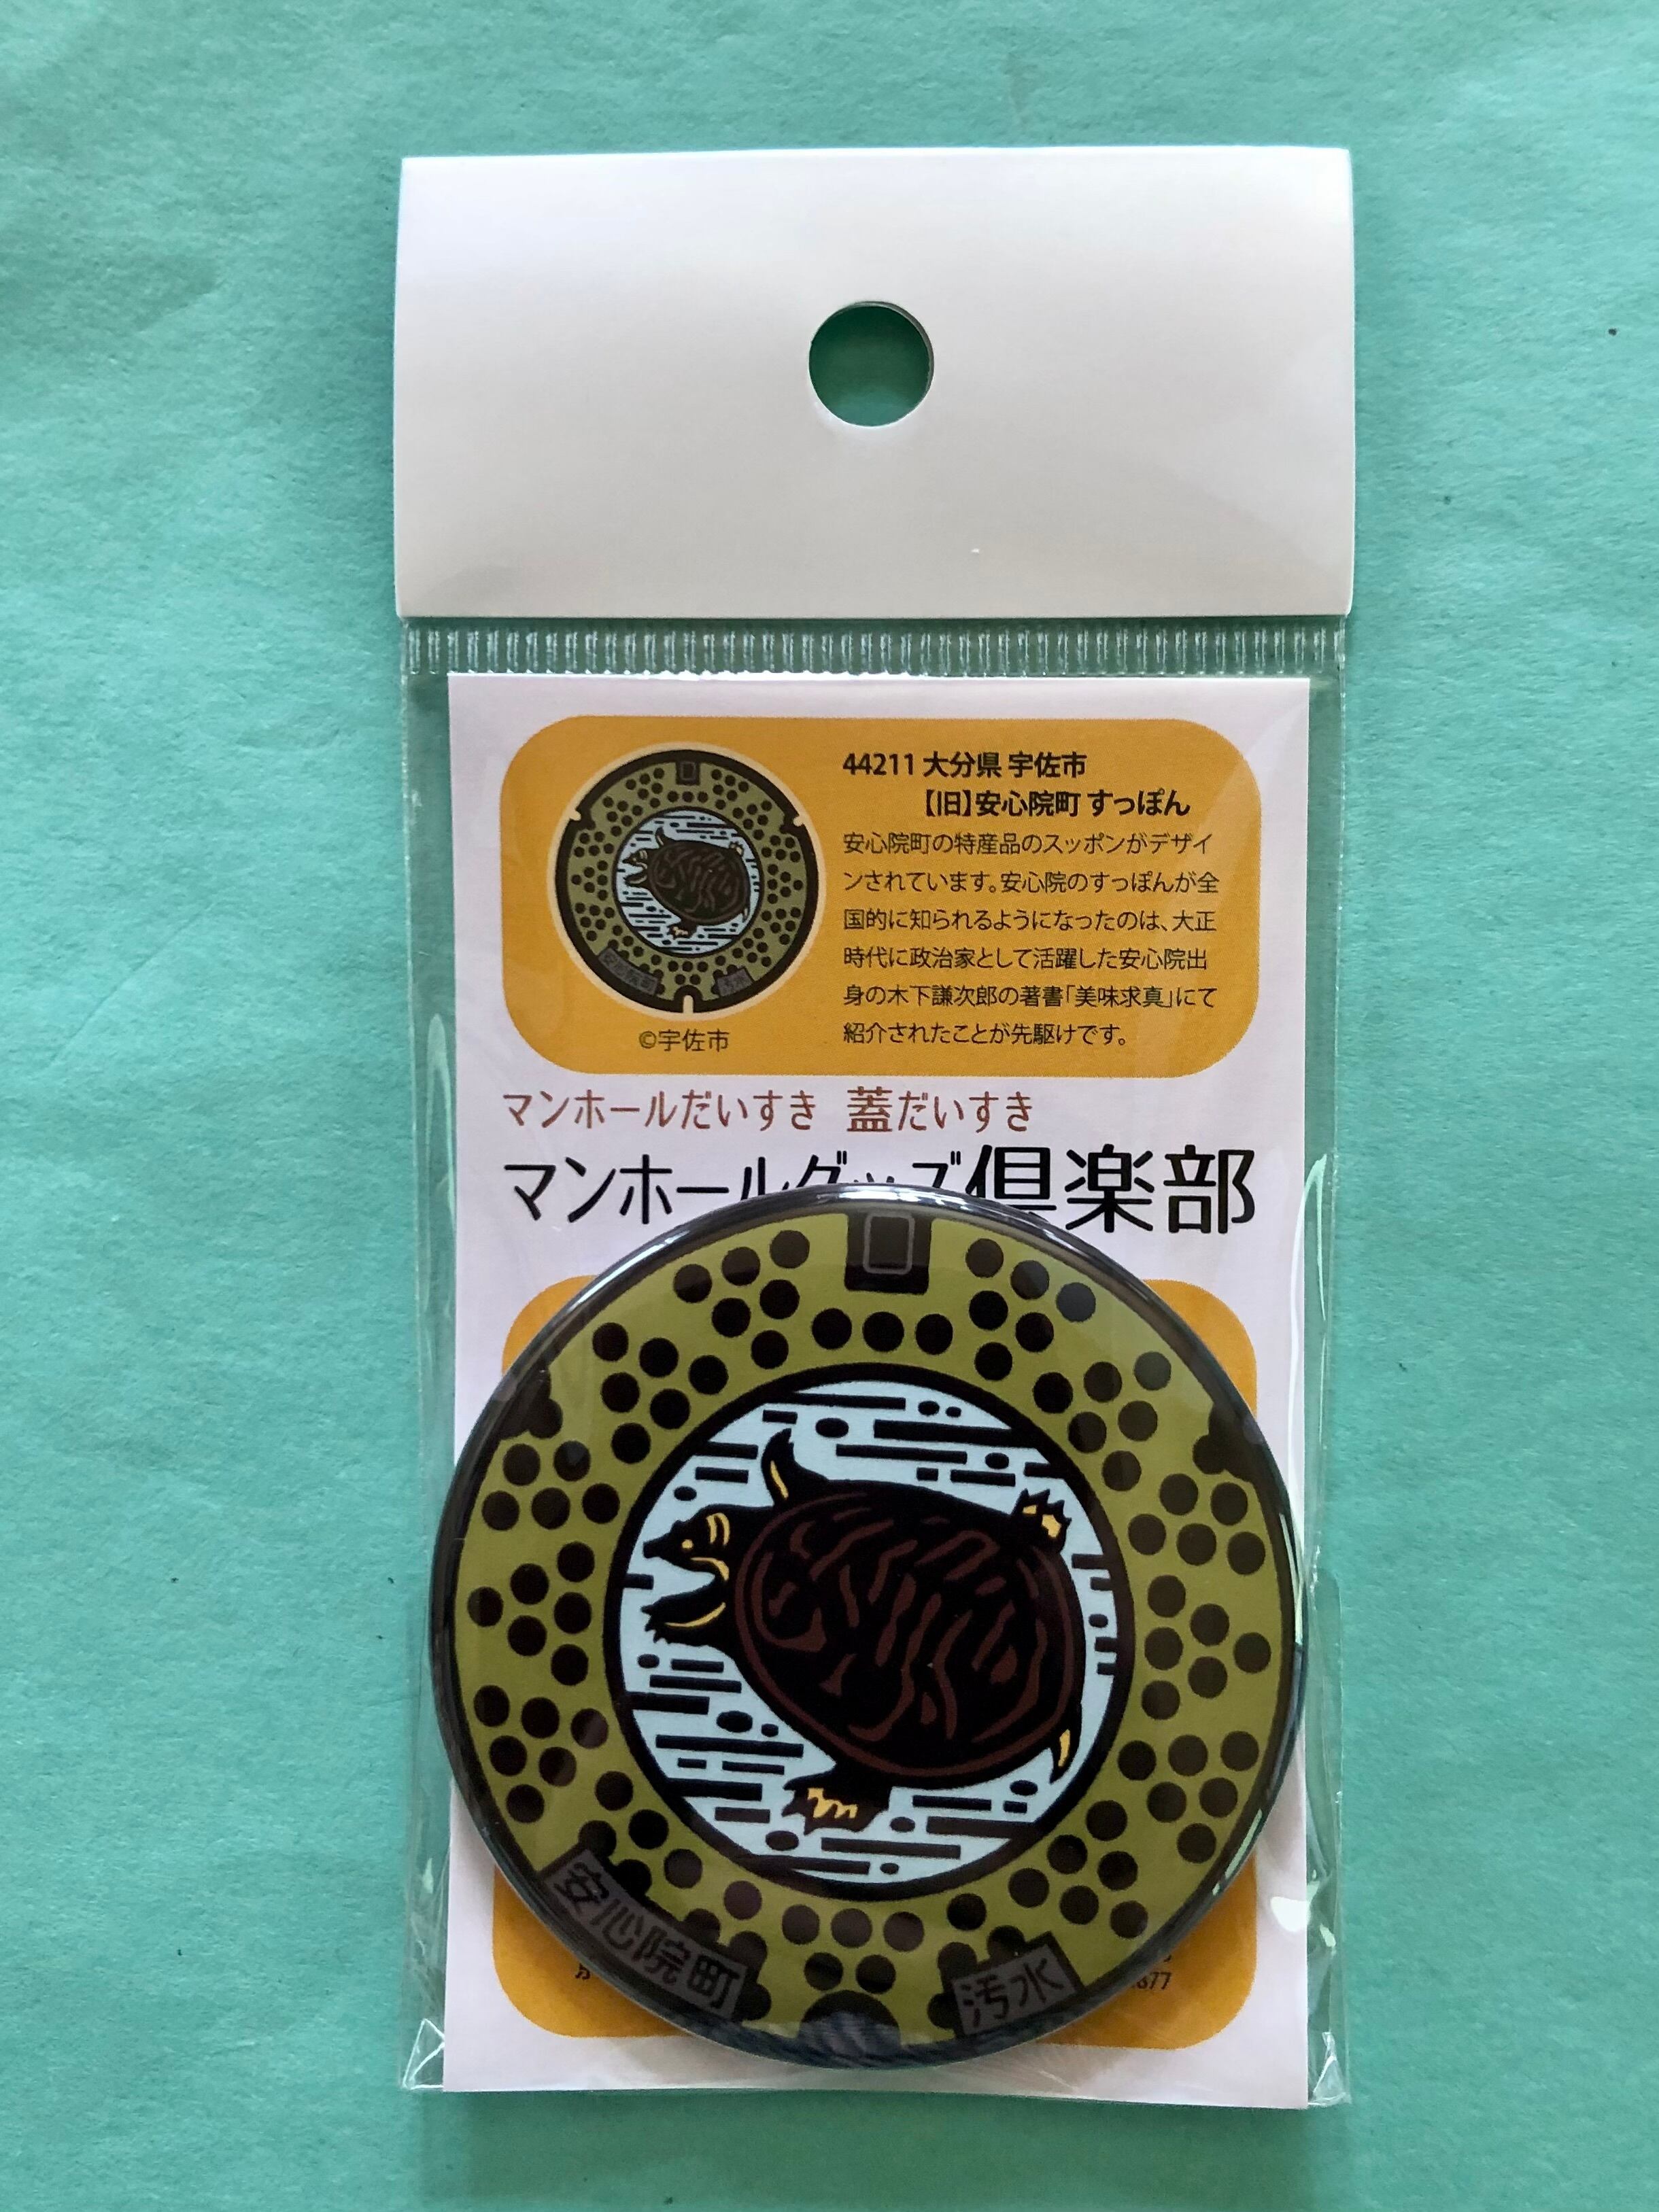 44211 大分県 宇佐市
【旧】安心院町 すっぽん
安心院町の特産品のスッポンがデザイ
ンされています。安心院のすっぽんが全
国的に知られるようになったのは、大正
時代に政治家として活躍した安心院出
身の木下謙次郎の著書「美味求真」にて
紹介されたことが先駆けです。
安心院町
汚水
©宇佐市
マンホールだいすき 蓋だいすき
マンホールグッズ倶楽部
安心院町
汚水